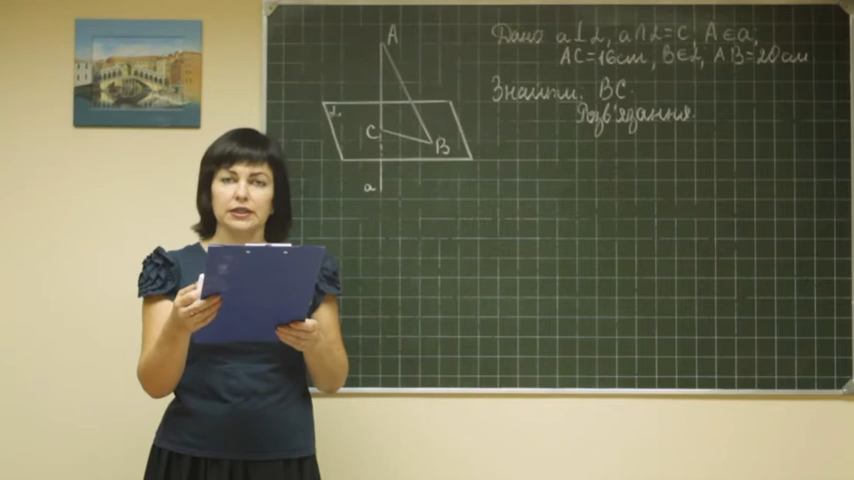 A
α
C
B
a
Дано: a⊥α, a∩α=C, A∈a;
AC=16см, B∈α, AB=20см
Знайти: BC.
Розв'язання.